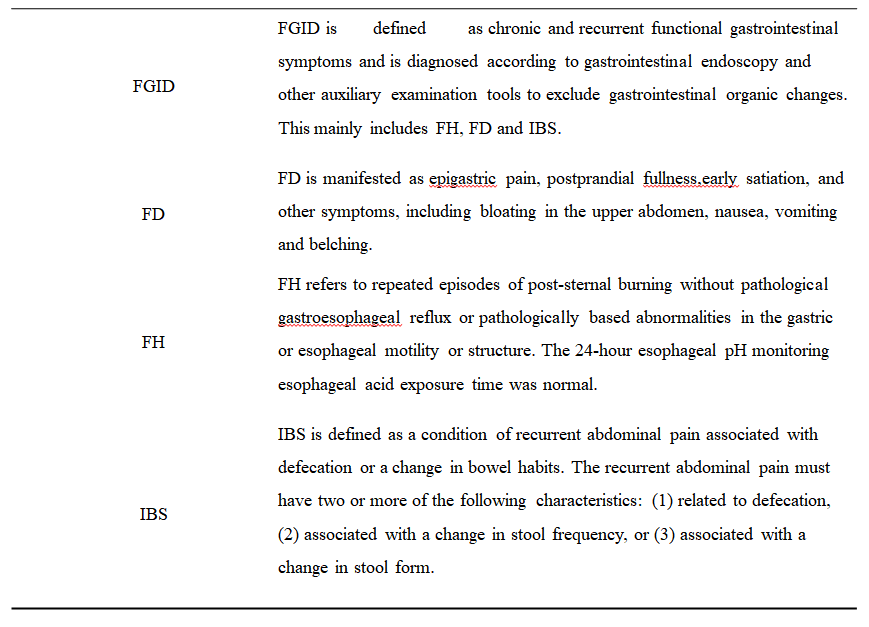 FGID
FGID is defined as chronic and recurrent functional gastrointestinal
symptoms and is diagnosed according to gastrointestinal endoscopy and
other auxiliary examination tools to exclude gastrointestinal organic changes.
This mainly includes FH, FD and IBS.
FD
FD is manifested as epigastric pain, postprandial fullness,early satiation, and
other symptoms, including bloating in the upper abdomen, nausea, vomiting
and belching.
FH
FH refers to repeated episodes of post-sternal burning without pathological
gastroesophageal reflux or pathologically based abnormalities in the gastric
or esophageal motility or structure. The 24-hour esophageal pH monitoring
esophageal acid exposure time was normal.
IBS
IBS is defined as a condition of recurrent abdominal pain associated with
defecation or a change in bowel habits. The recurrent abdominal pain must
have two or more of the following characteristics: (1) related to defecation,
(2) associated with a change in stool frequency, or (3) associated with a
change in stool form.